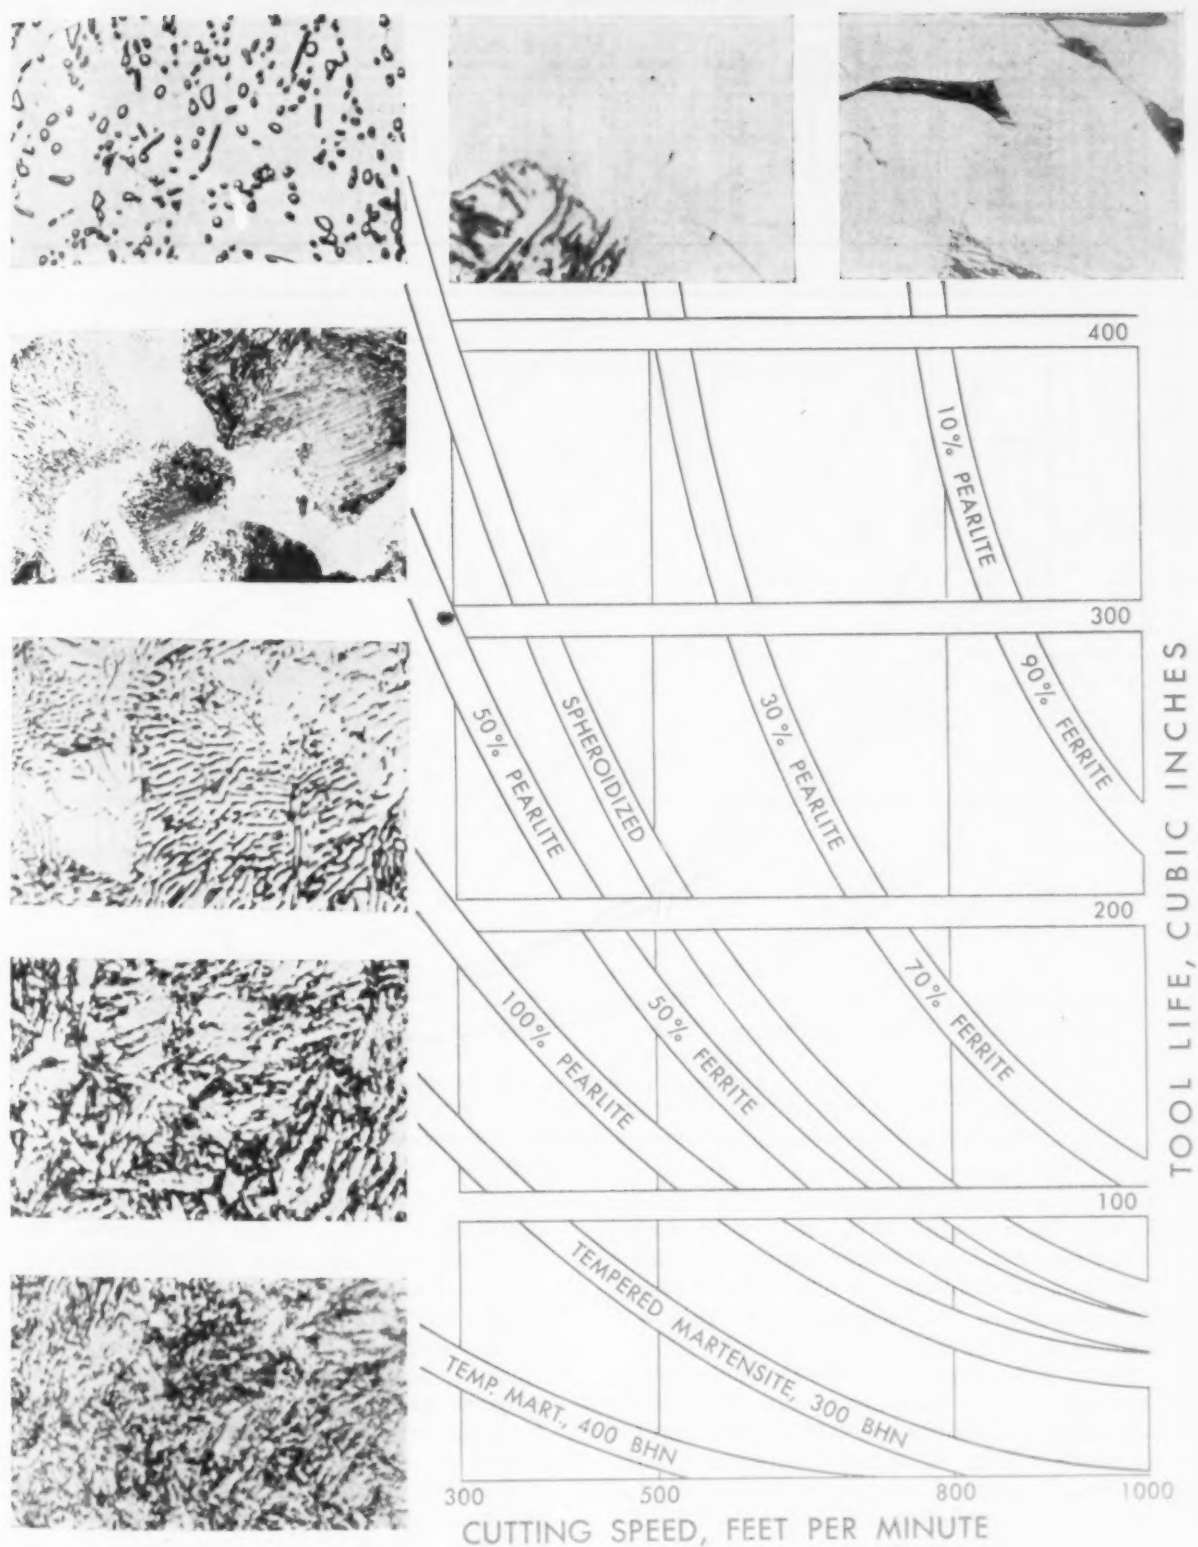 400
10% PEARLITE
300
90% FERRITE
50% PEARLITE
SPHEROIDIZED
30% PEARLITE
200
100% PEARLITE
50% FERRITE
70% FERRITE
100
TEMPERED MARTENSITE, 300 BHN
TEMP. MART., 400 BHN
300 500 800 1000
CUTTING SPEED, FEET PER MINUTE
TOOL LIFE, CUBIC INCHES